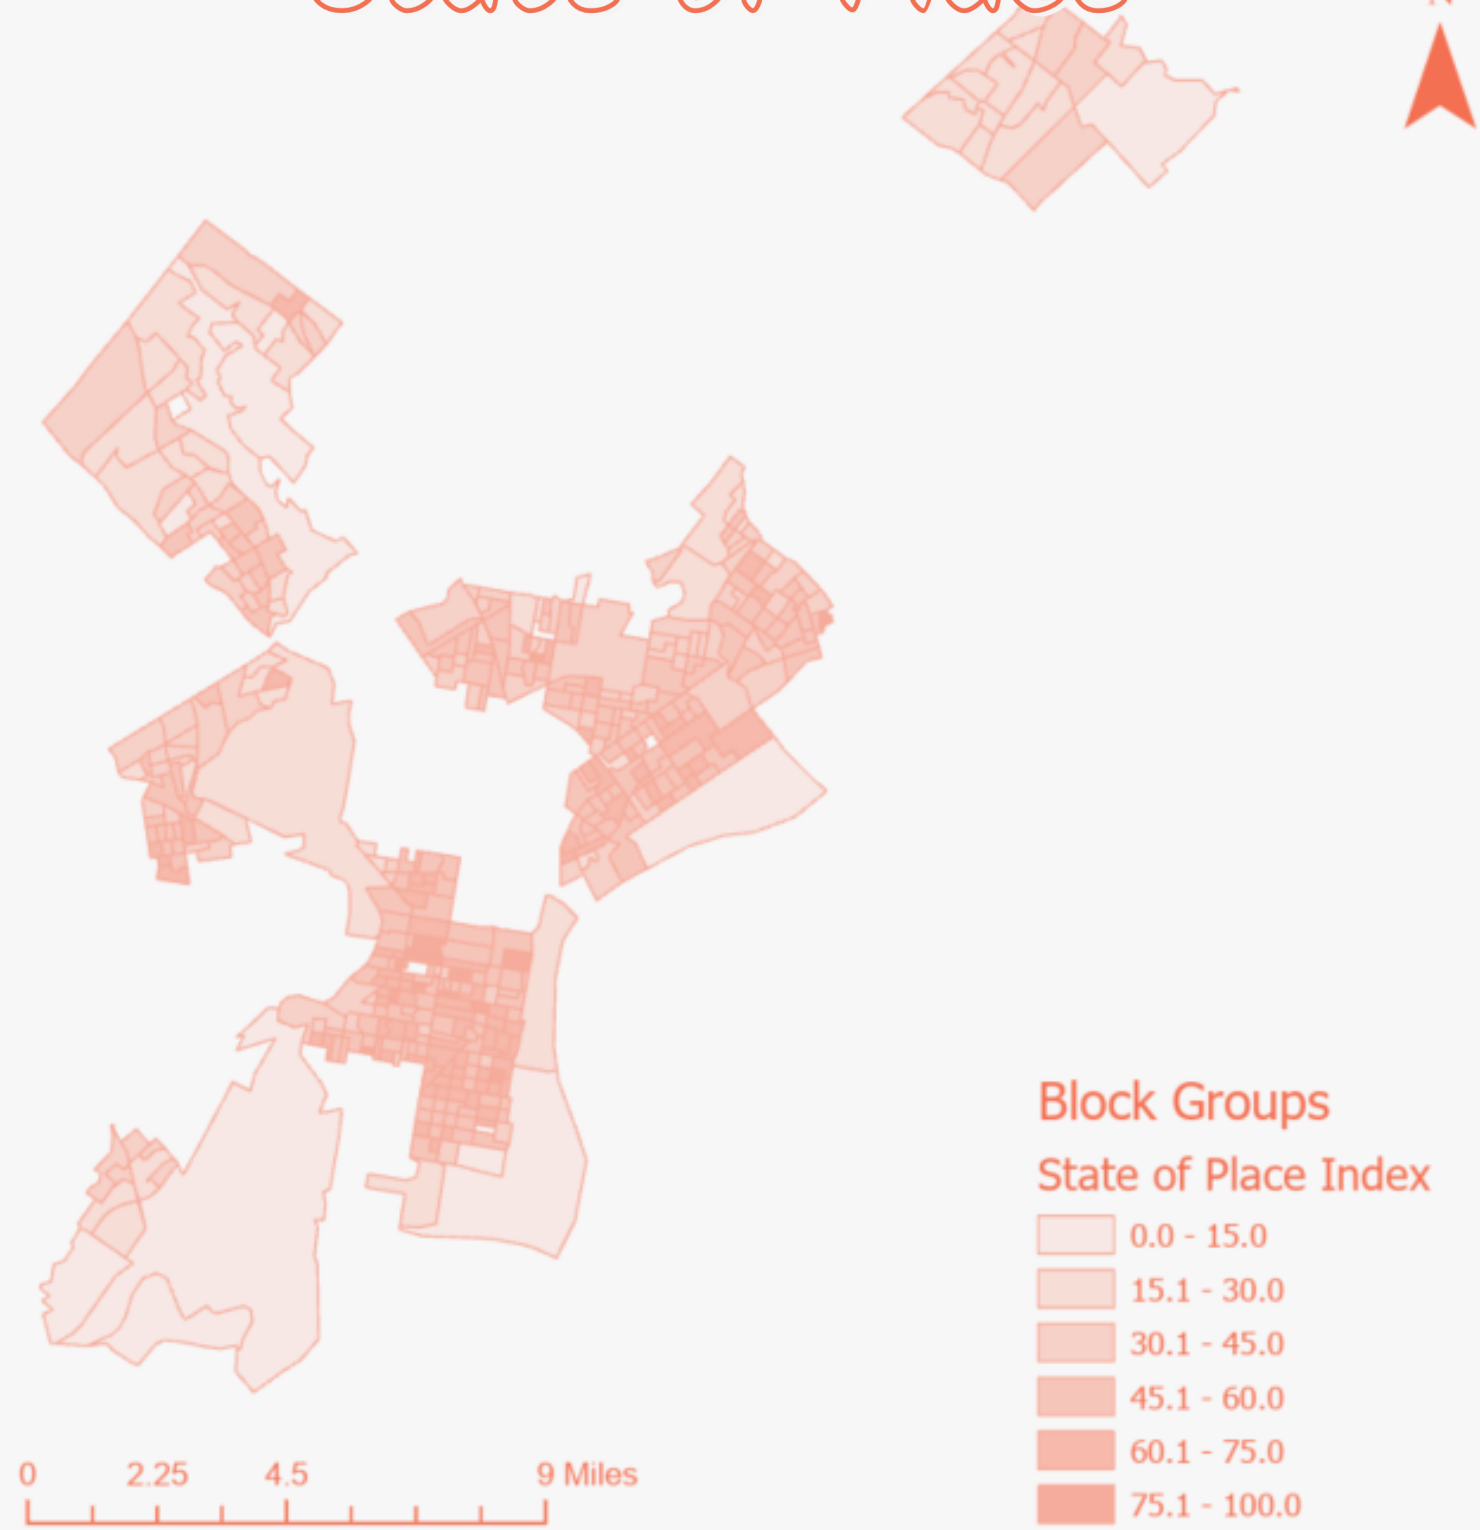 N
Block Groups
State of Place Index
0.0 - 15.0
15.1 - 30.0
30.1 - 45.0
45.1 - 60.0
60.1 - 75.0
75.1 - 100.0
0 2.25 4.5 9 Miles